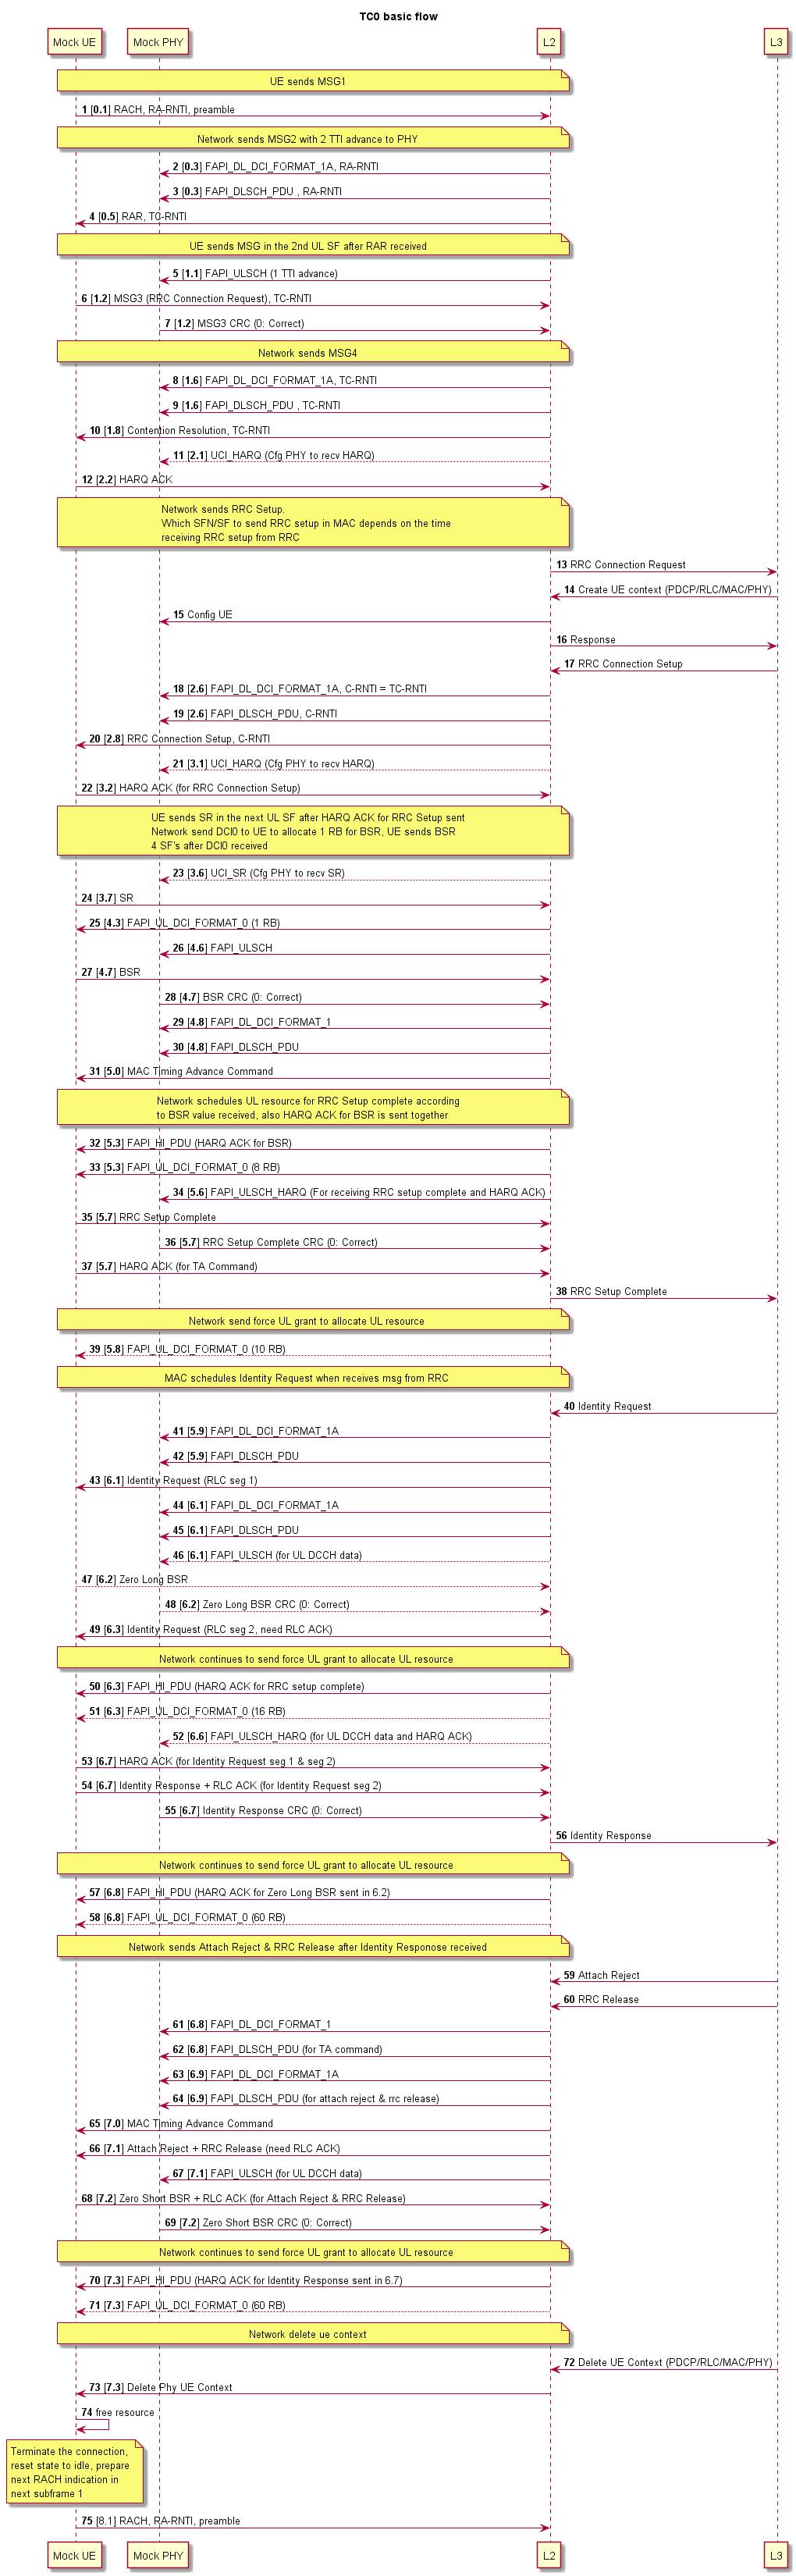 TC0 basic flow
Mock UE
Mock PHY
L2
L3
UE sends MSG1
1 [0.1] RACH, RA-RNTI, preamble
Network sends MSG2 with 2 TTI advance to PHY
2 [0.3] FAPI_DL_DCI_FORMAT_1A, RA-RNTI
3 [0.3] FAPI_DLSCH_PDU , RA-RNTI
4 [0.5] RAR, TC-RNTI
UE sends MSG in the 2nd UL SF after RAR received
5 [1.1] FAPI_ULSCH (1 TTI advance)
6 [1.2] MSG3 (RRC Connection Request), TC-RNTI
7 [1.2] MSG3 CRC (0: Correct)
Network sends MSG4
8 [1.6] FAPI_DL_DCI_FORMAT_1A, TC-RNTI
9 [1.6] FAPI_DLSCH_PDU , TC-RNTI
10 [1.8] Contention Resolution, TC-RNTI
11 [2.1] UCI_HARQ (Cfg PHY to recv HARQ)
12 [2.2] HARQ ACK
Network sends RRC Setup.
Which SFN/SF to send RRC setup in MAC depends on the time
receiving RRC setup from RRC
13 RRC Connection Request
14 Create UE context (PDCP/RLC/MAC/PHY)
15 Config UE
16 Response
17 RRC Connection Setup
18 [2.6] FAPI_DL_DCI_FORMAT_1A, C-RNTI = TC-RNTI
19 [2.6] FAPI_DLSCH_PDU, C-RNTI
20 [2.8] RRC Connection Setup, C-RNTI
21 [3.1] UCI_HARQ (Cfg PHY to recv HARQ)
22 [3.2] HARQ ACK (for RRC Connection Setup)
UE sends SR in the next UL SF after HARQ ACK for RRC Setup sent
Network send DCI0 to UE to allocate 1 RB for BSR, UE sends BSR
4 SF's after DCI0 received
23 [3.6] UCI_SR (Cfg PHY to recv SR)
24 [3.7] SR
25 [4.3] FAPI_UL_DCI_FORMAT_0 (1 RB)
26 [4.6] FAPI_ULSCH
27 [4.7] BSR
28 [4.7] BSR CRC (0: Correct)
29 [4.8] FAPI_DL_DCI_FORMAT_1
30 [4.8] FAPI_DLSCH_PDU
31 [5.0] MAC Timing Advance Command
Network schedules UL resource for RRC Setup complete according
to BSR value received, also HARQ ACK for BSR is sent together
32 [5.3] FAPI_HI_PDU (HARQ ACK for BSR)
33 [5.3] FAPI_UL_DCI_FORMAT_0 (8 RB)
34 [5.6] FAPI_ULSCH_HARQ (For receiving RRC setup complete and HARQ ACK)
35 [5.7] RRC Setup Complete
36 [5.7] RRC Setup Complete CRC (0: Correct)
37 [5.7] HARQ ACK (for TA Command)
38 RRC Setup Complete
Network send force UL grant to allocate UL resource
39 [5.8] FAPI_UL_DCI_FORMAT_0 (10 RB)
MAC schedules Identity Request when receives msg from RRC
40 Identity Request
41 [5.9] FAPI_DL_DCI_FORMAT_1A
42 [5.9] FAPI_DLSCH_PDU
43 [6.1] Identity Request (RLC seg 1)
44 [6.1] FAPI_DL_DCI_FORMAT_1A
45 [6.1] FAPI_DLSCH_PDU
46 [6.1] FAPI_ULSCH (for UL DCCH data)
47 [6.2] Zero Long BSR
48 [6.2] Zero Long BSR CRC (0: Correct)
49 [6.3] Identity Request (RLC seg 2, need RLC ACK)
Network continues to send force UL grant to allocate UL resource
50 [6.3] FAPI_HI_PDU (HARQ ACK for RRC setup complete)
51 [6.3] FAPI_UL_DCI_FORMAT_0 (16 RB)
52 [6.6] FAPI_ULSCH_HARQ (for UL DCCH data and HARQ ACK)
53 [6.7] HARQ ACK (for Identity Request seg 1 & seg 2)
54 [6.7] Identity Response + RLC ACK (for Identity Request seg 2)
55 [6.7] Identity Response CRC (0: Correct)
56 Identity Response
Network continues to send force UL grant to allocate UL resource
57 [6.8] FAPI_HI_PDU (HARQ ACK for Zero Long BSR sent in 6.2)
58 [6.8] FAPI_UL_DCI_FORMAT_0 (60 RB)
Network sends Attach Reject & RRC Release after Identity Responose received
59 Attach Reject
60 RRC Release
61 [6.8] FAPI_DL_DCI_FORMAT_1
62 [6.8] FAPI_DLSCH_PDU (for TA command)
63 [6.9] FAPI_DL_DCI_FORMAT_1A
64 [6.9] FAPI_DLSCH_PDU (for attach reject & rrc release)
65 [7.0] MAC Timing Advance Command
66 [7.1] Attach Reject + RRC Release (need RLC ACK)
67 [7.1] FAPI_ULSCH (for UL DCCH data)
68 [7.2] Zero Short BSR + RLC ACK (for Attach Reject & RRC Release)
69 [7.2] Zero Short BSR CRC (0: Correct)
Network continues to send force UL grant to allocate UL resource
70 [7.3] FAPI_HI_PDU (HARQ ACK for Identity Response sent in 6.7)
71 [7.3] FAPI_UL_DCI_FORMAT_0 (60 RB)
Network delete ue context
72 Delete UE Context (PDCP/RLC/MAC/PHY)
73 [7.3] Delete Phy UE Context
74 free resource
Terminate the connection,
reset state to idle, prepare
next RACH indication in
next subframe 1
75 [8.1] RACH, RA-RNTI, preamble
Mock UE
Mock PHY
L2
L3